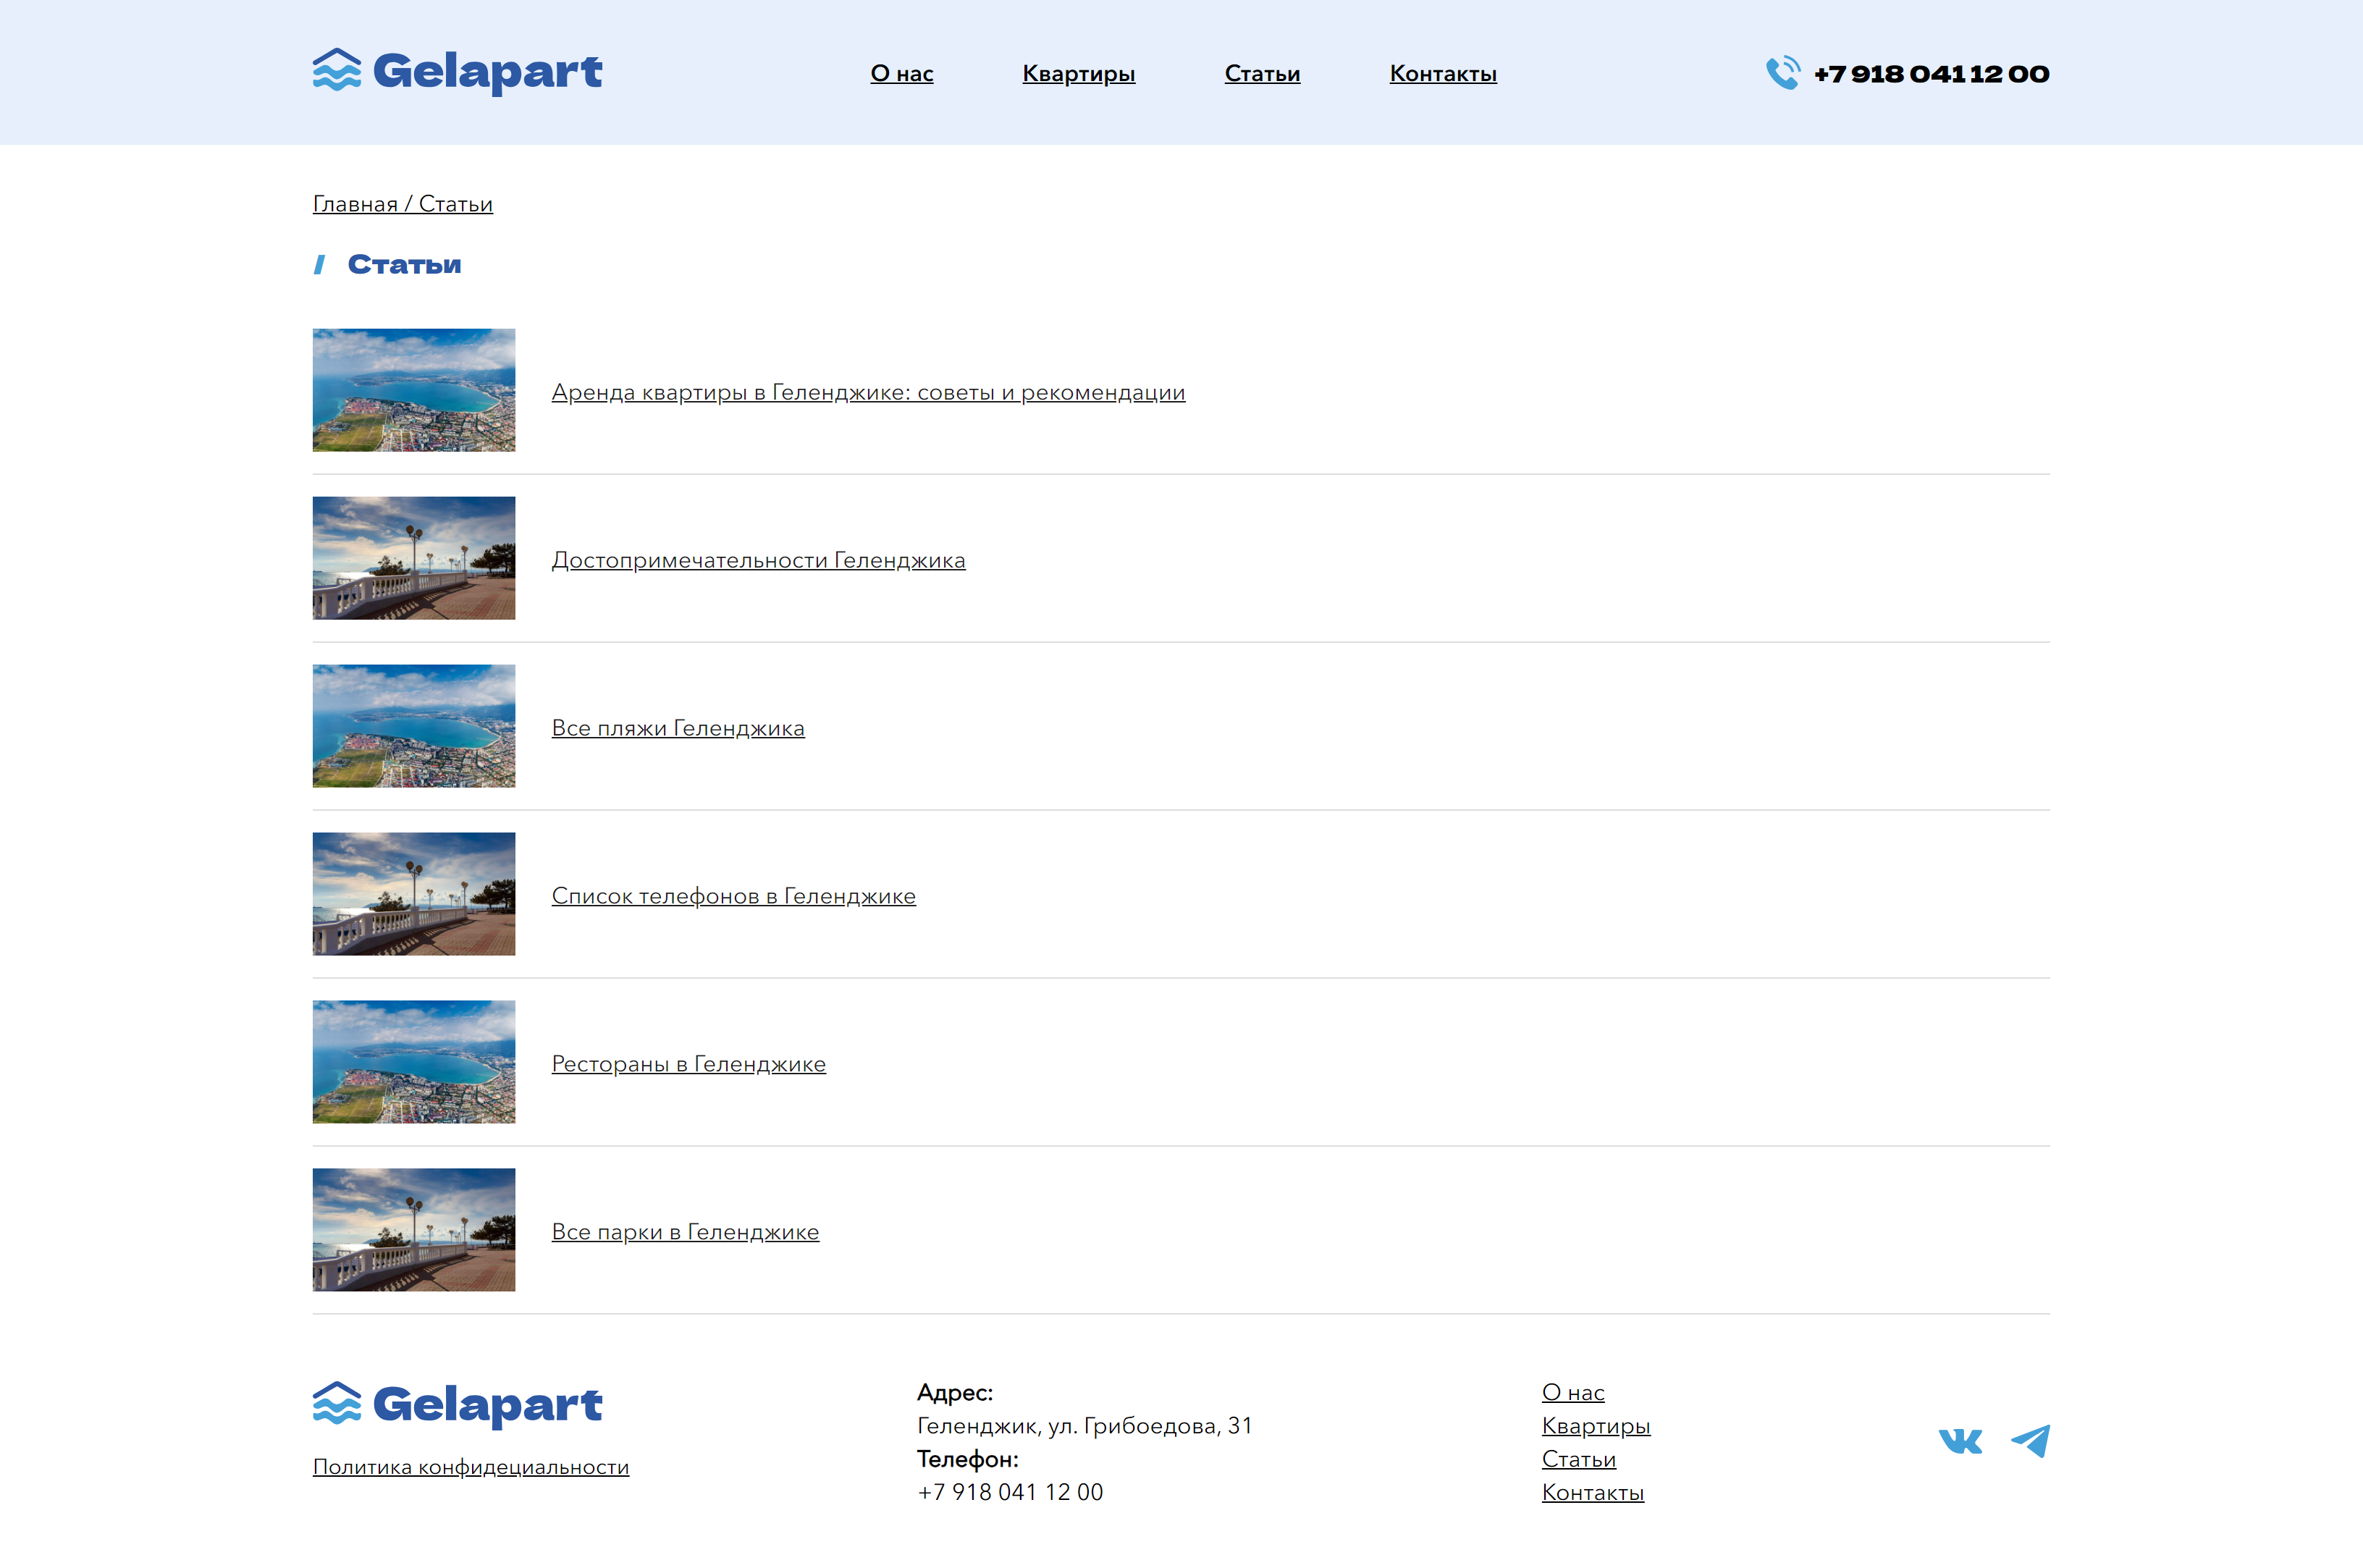 Gelapart
О нас
Квартиры
Статьи
Контакты
+7 918 041 12 00
Главная / Статьи
/ Статьи
Аренда квартиры в Геленджике: советы и рекомендации
Достопримечательности Геленджика
Все пляжи Геленджика
Список телефонов в Геленджике
Рестораны в Геленджике
Все парки в Геленджике
Gelapart
Политика конфидециальности
Адрес:
Геленджик, ул. Грибоедова, 31
Телефон:
+7 918 041 12 00
О нас
Квартиры
Статьи
Контакты